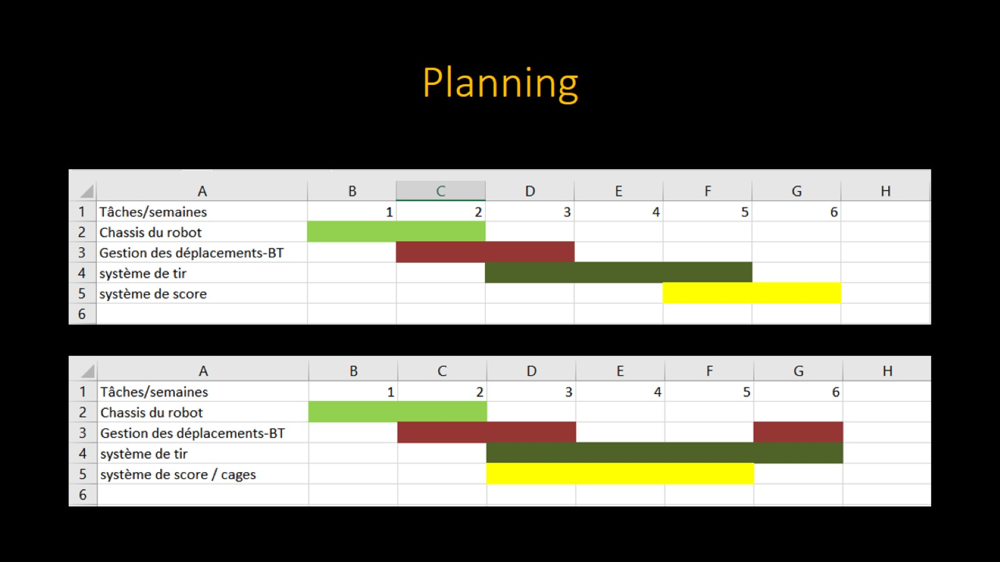 Planning
A B C D E F G H
1 Tâches/semaines 1 2 3 4 5 6
2 Chassis du robot
3 Gestion des déplacements-BT
4 système de tir
5 système de score
6
A B C D E F G H
1 Tâches/semaines 1 2 3 4 5 6
2 Chassis du robot
3 Gestion des déplacements-BT
4 système de tir
5 système de score / cages
6